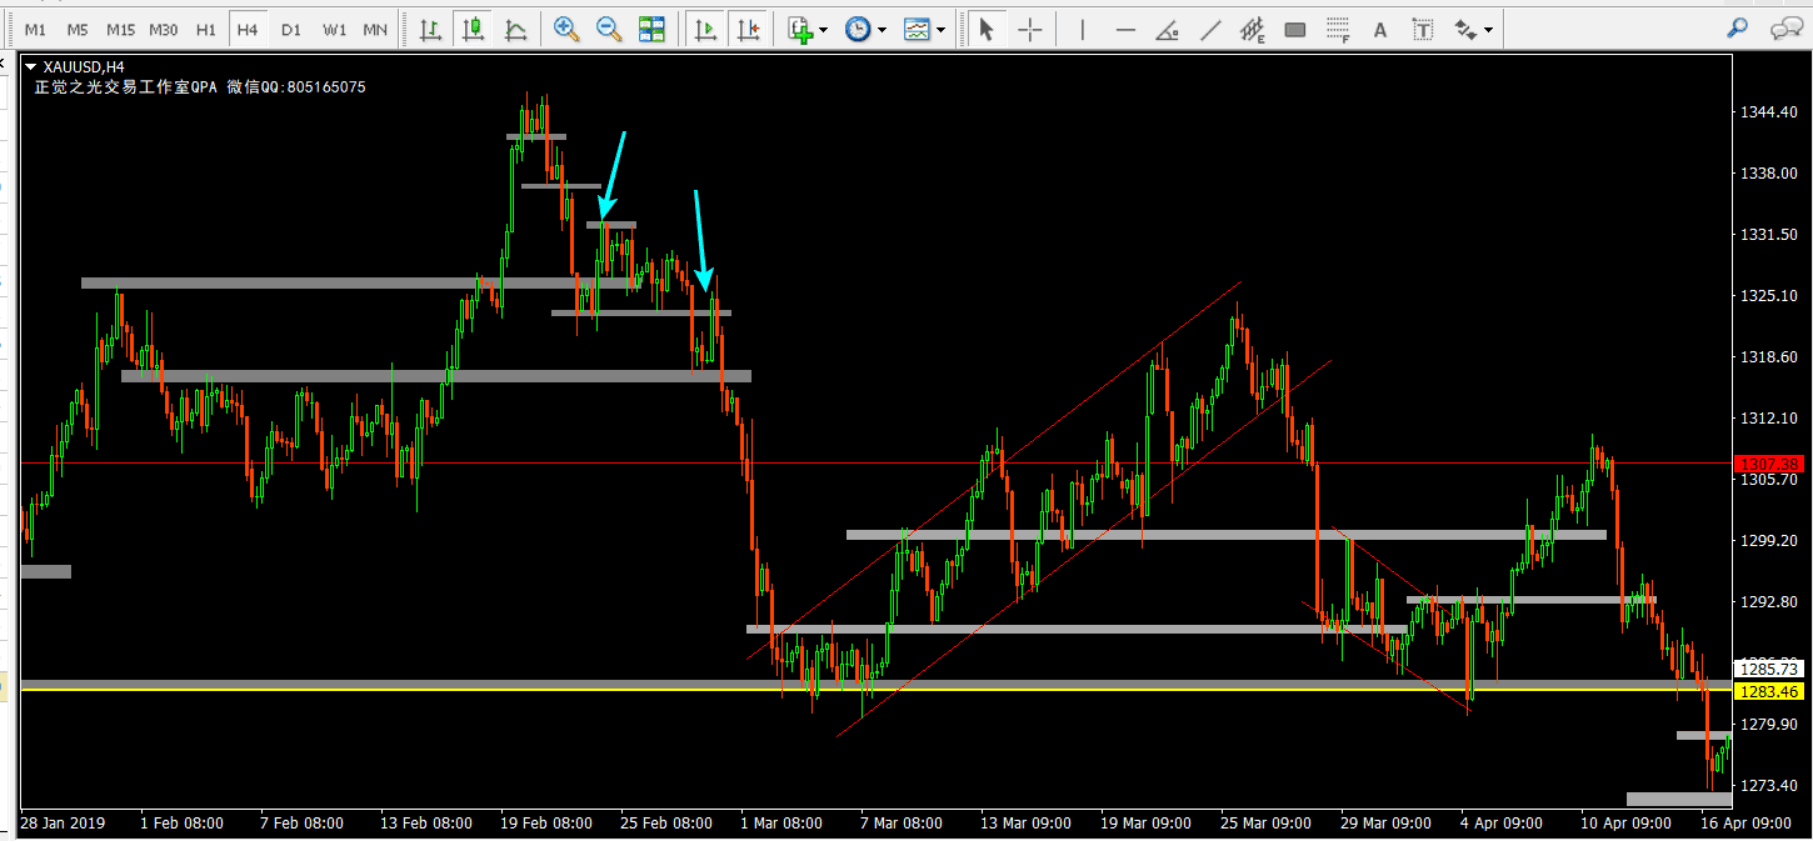 M1 M5 M15 M30 H1 H4 D1 W1 MN
E F A T
XAUUSD,H4
正觉之光交易工作室QPA 微信QQ:805165075
1344.40
1338.00
1331.50
1325.10
1318.60
1312.10
1307.38
1305.70
1299.20
1292.80
1285.73
1283.46
1279.90
1273.40
28 Jan 2019 1 Feb 08:00 7 Feb 08:00 13 Feb 08:00 19 Feb 08:00 25 Feb 08:00 1 Mar 08:00 7 Mar 08:00 13 Mar 09:00 19 Mar 09:00 25 Mar 09:00 29 Mar 09:00 4 Apr 09:00 10 Apr 09:00 16 Apr 09:00